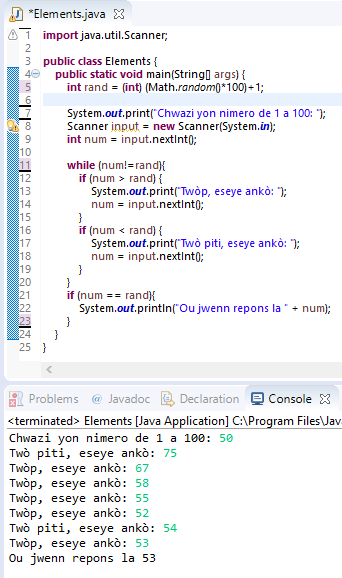 *Elements.java
1 import java.util.Scanner;
2
3 public class Elements {
4 public static void main(String[] args) {
5 int rand = (int) (Math.random()*100)+1;
6
7 System.out.print("Chwazi yon nimero de 1 a 100: ");
8 Scanner input = new Scanner(System.in);
9 int num = input.nextInt();
10
11 while (num!=rand){
12 if (num > rand) {
13 System.out.print("Twòp, eseye ankò: ");
14 num = input.nextInt();
15 }
16 if (num < rand) {
17 System.out.print("Twò piti, eseye ankò: ");
18 num = input.nextInt();
19 }
20 }
21 if (num == rand){
22 System.out.println("Ou jwenn repons la " + num);
23 }
24 }
25 }
Problems @ Javadoc Declaration Console
<terminated> Elements [Java Application] C:\Program Files\Java
Chwazi yon nimero de 1 a 100: 50
Twò piti, eseye ankò: 75
Twòp, eseye ankò: 67
Twòp, eseye ankò: 58
Twòp, eseye ankò: 55
Twòp, eseye ankò: 52
Twò piti, eseye ankò: 54
Twòp, eseye ankò: 53
Ou jwenn repons la 53